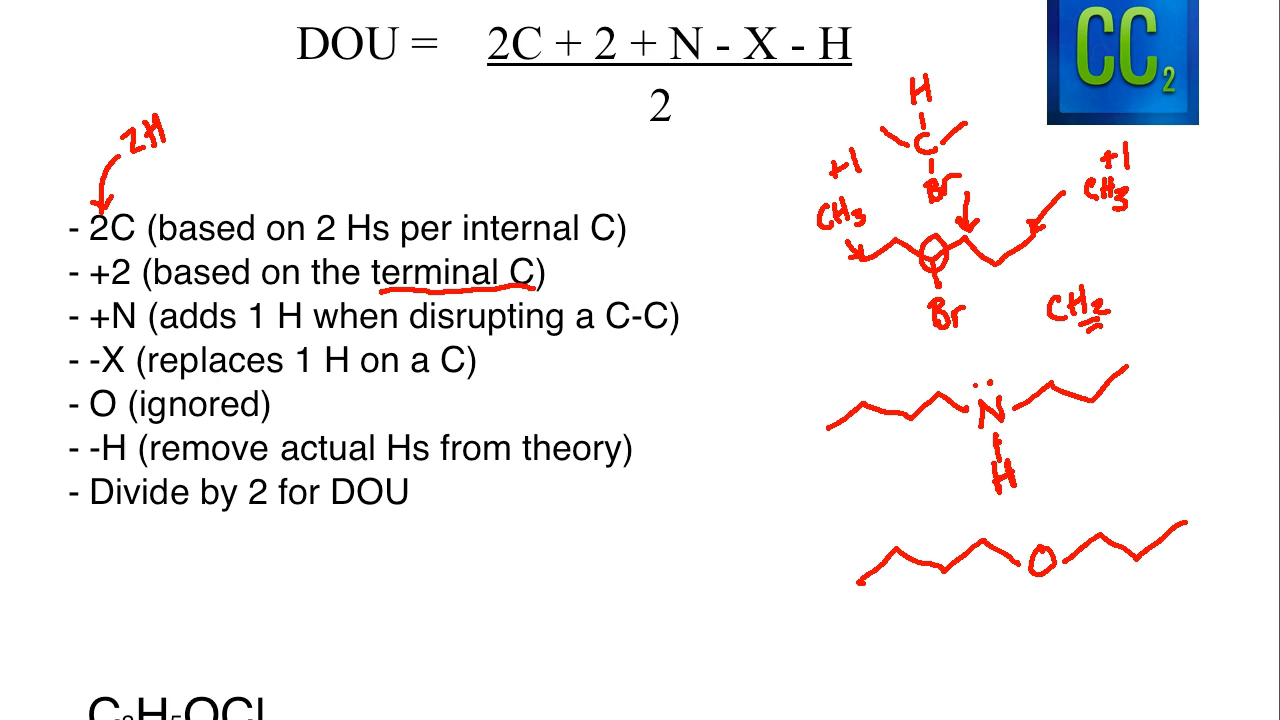 DOU = 2C + 2 + N - X - H
2
CC2
2H
H
C
Br
+1
CH3
+1
CH3
- 2C (based on 2 Hs per internal C)
- +2 (based on the terminal C)
- +N (adds 1 H when disrupting a C-C)
- -X (replaces 1 H on a C)
- O (ignored)
- -H (remove actual Hs from theory)
- Divide by 2 for DOU
Br
CH2
N
H
O